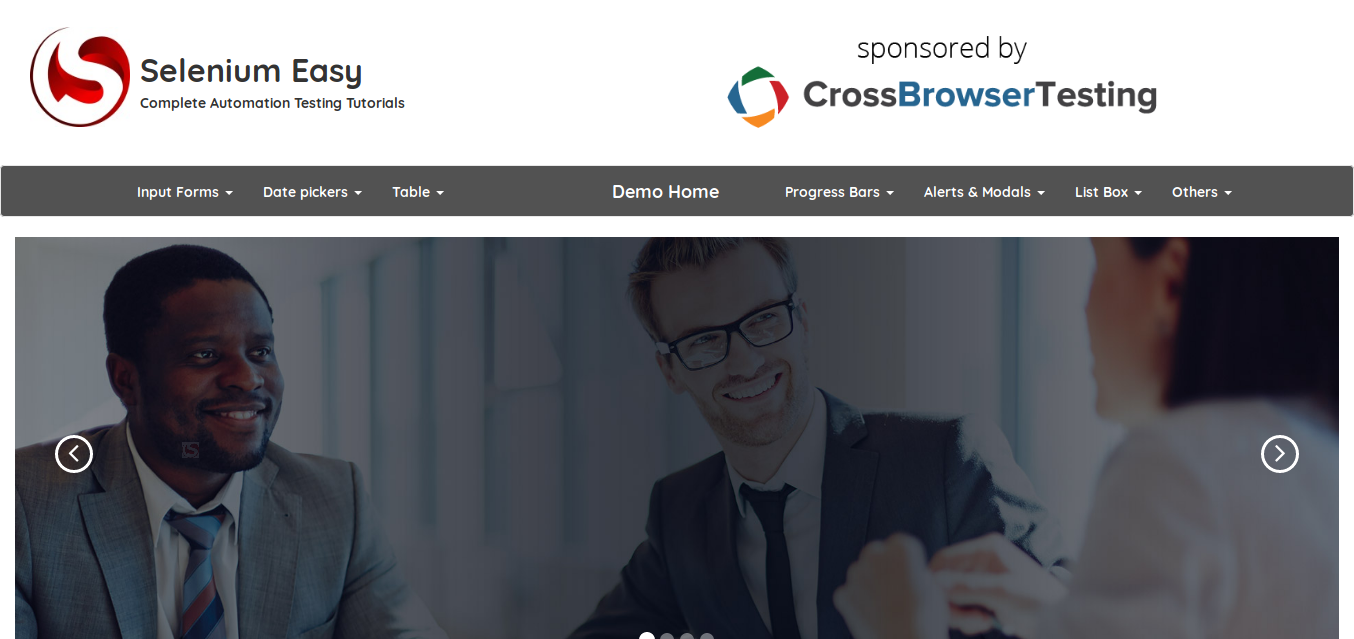 Selenium Easy
Complete Automation Testing Tutorials
sponsored by
CrossBrowserTesting
Input Forms
Date pickers
Table
Demo Home
Progress Bars
Alerts & Modals
List Box
Others